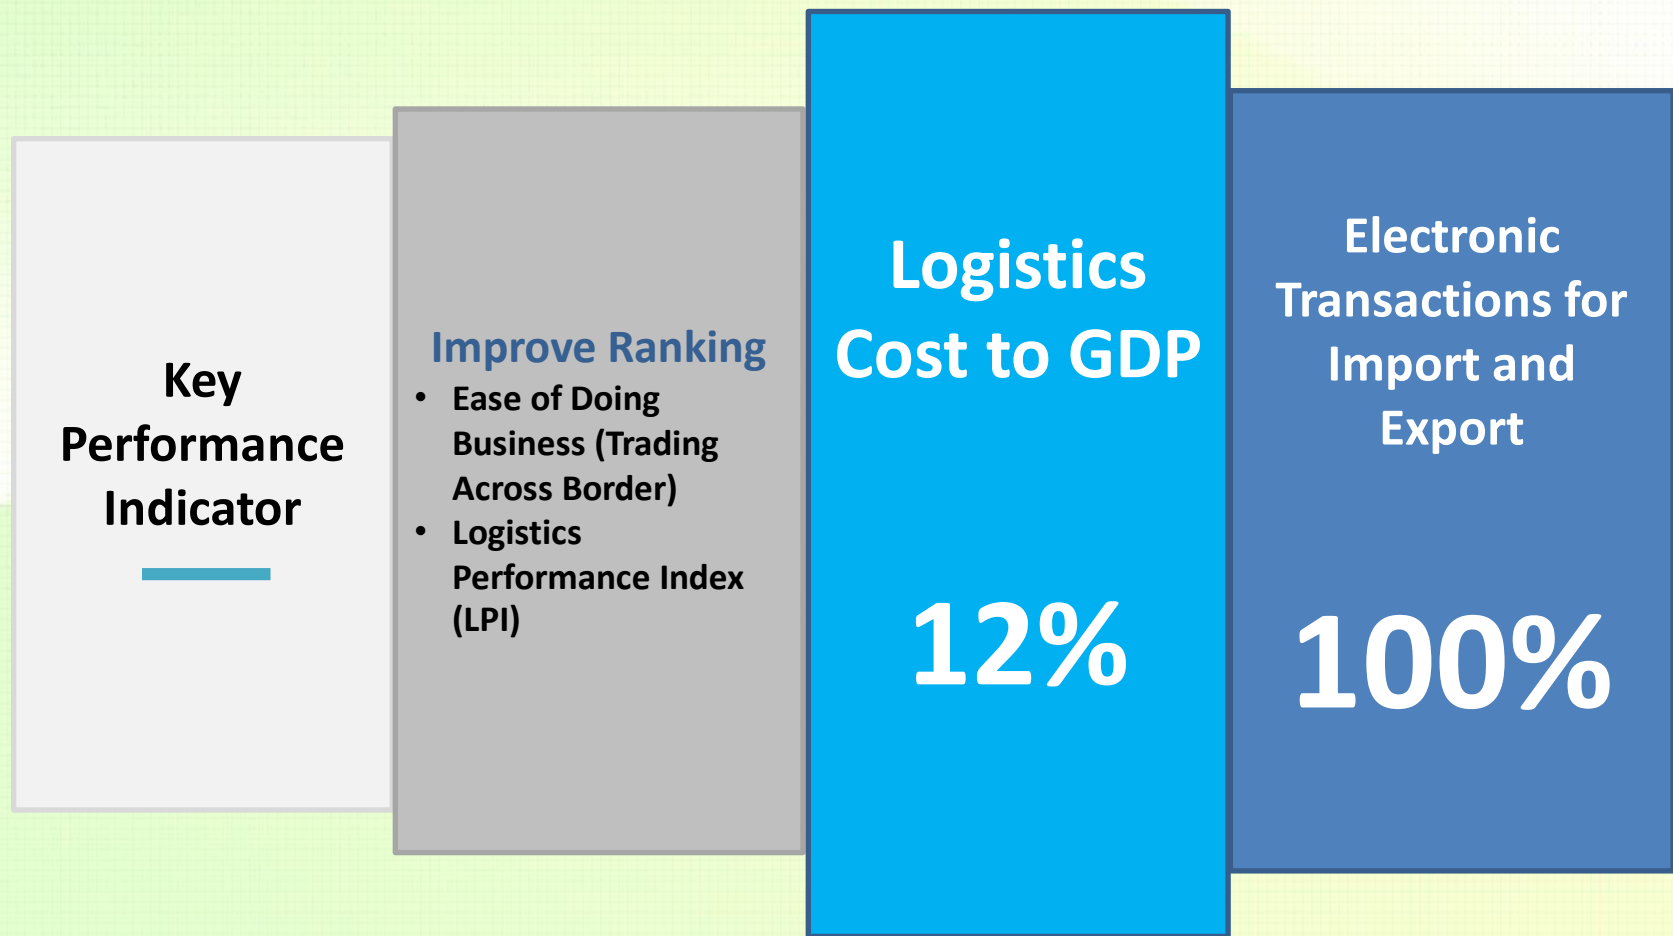 Key
Performance
Indicator
Improve Ranking
• Ease of Doing
Business (Trading
Across Border)
• Logistics
Performance Index
(LPI)
Logistics
Cost to GDP
12%
Electronic
Transactions for
Import and
Export
100%